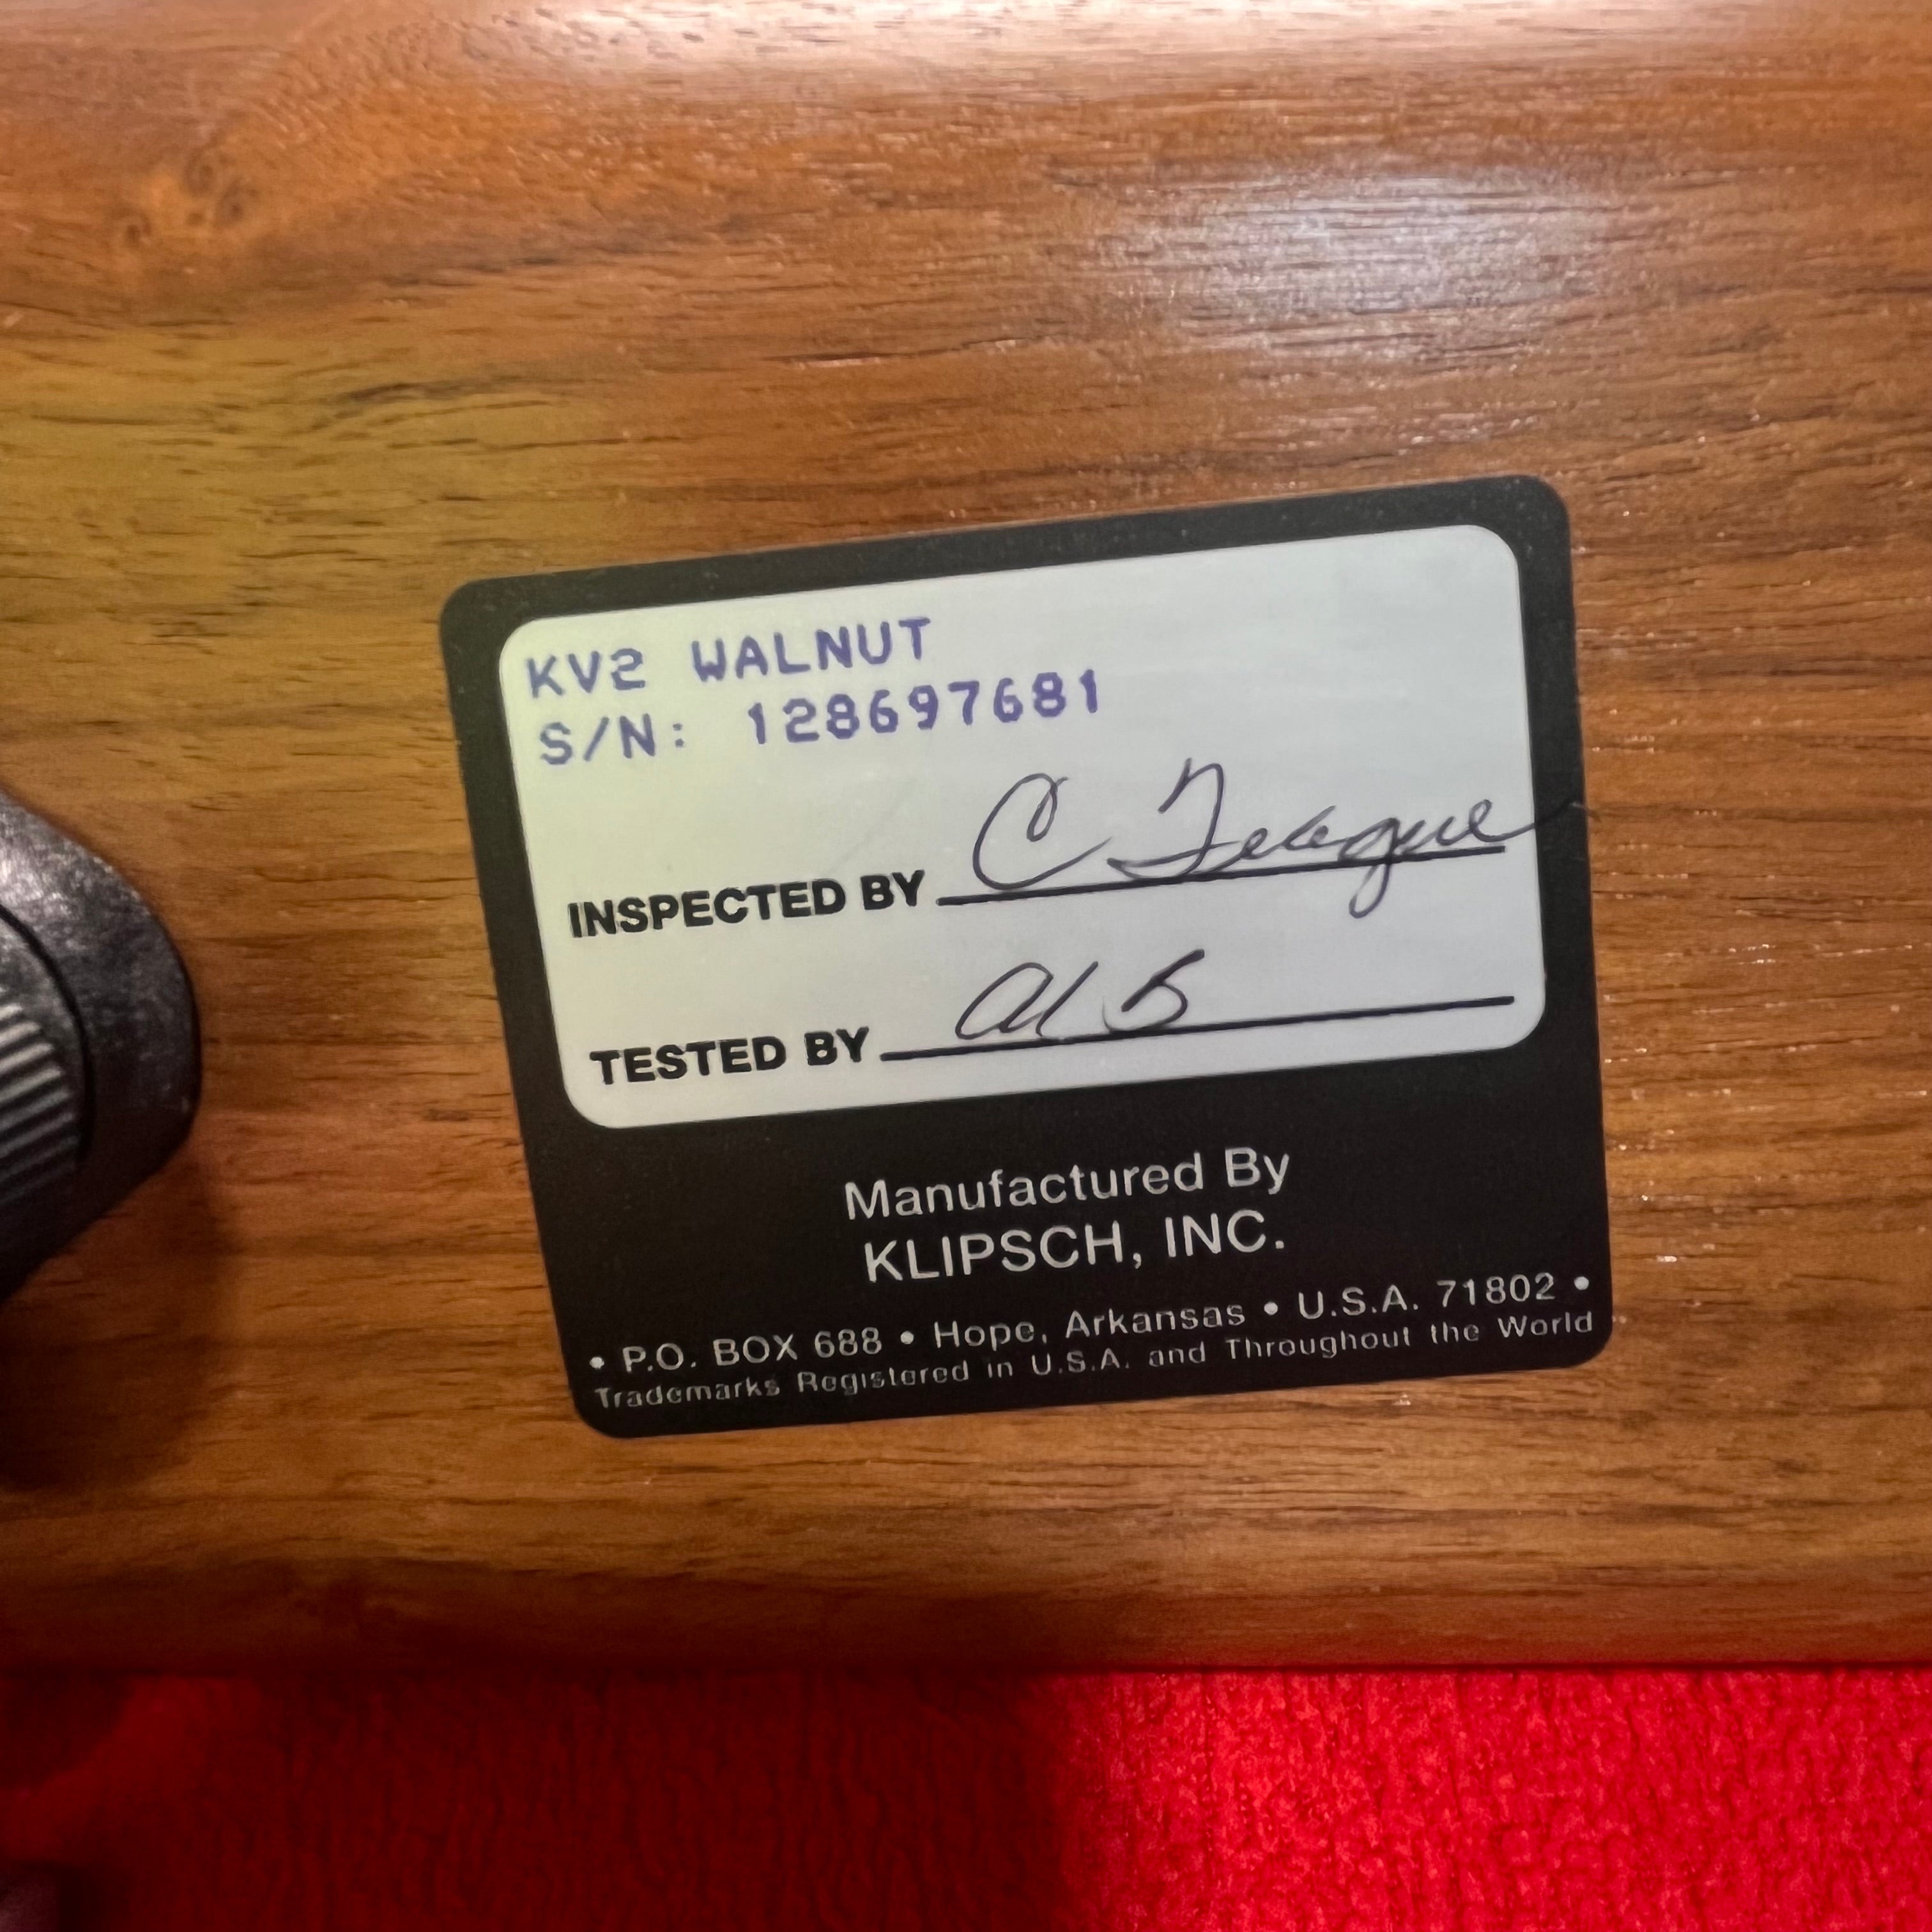 KV2 WALNUT
S/N: 128697681
INSPECTED BY C Teague
TESTED BY Al B
Manufactured By
KLIPSCH, INC.
• P.O. BOX 688 • Hope, Arkansas • U.S.A. 71802 •
Trademarks Registered in U.S.A. and Throughout the World